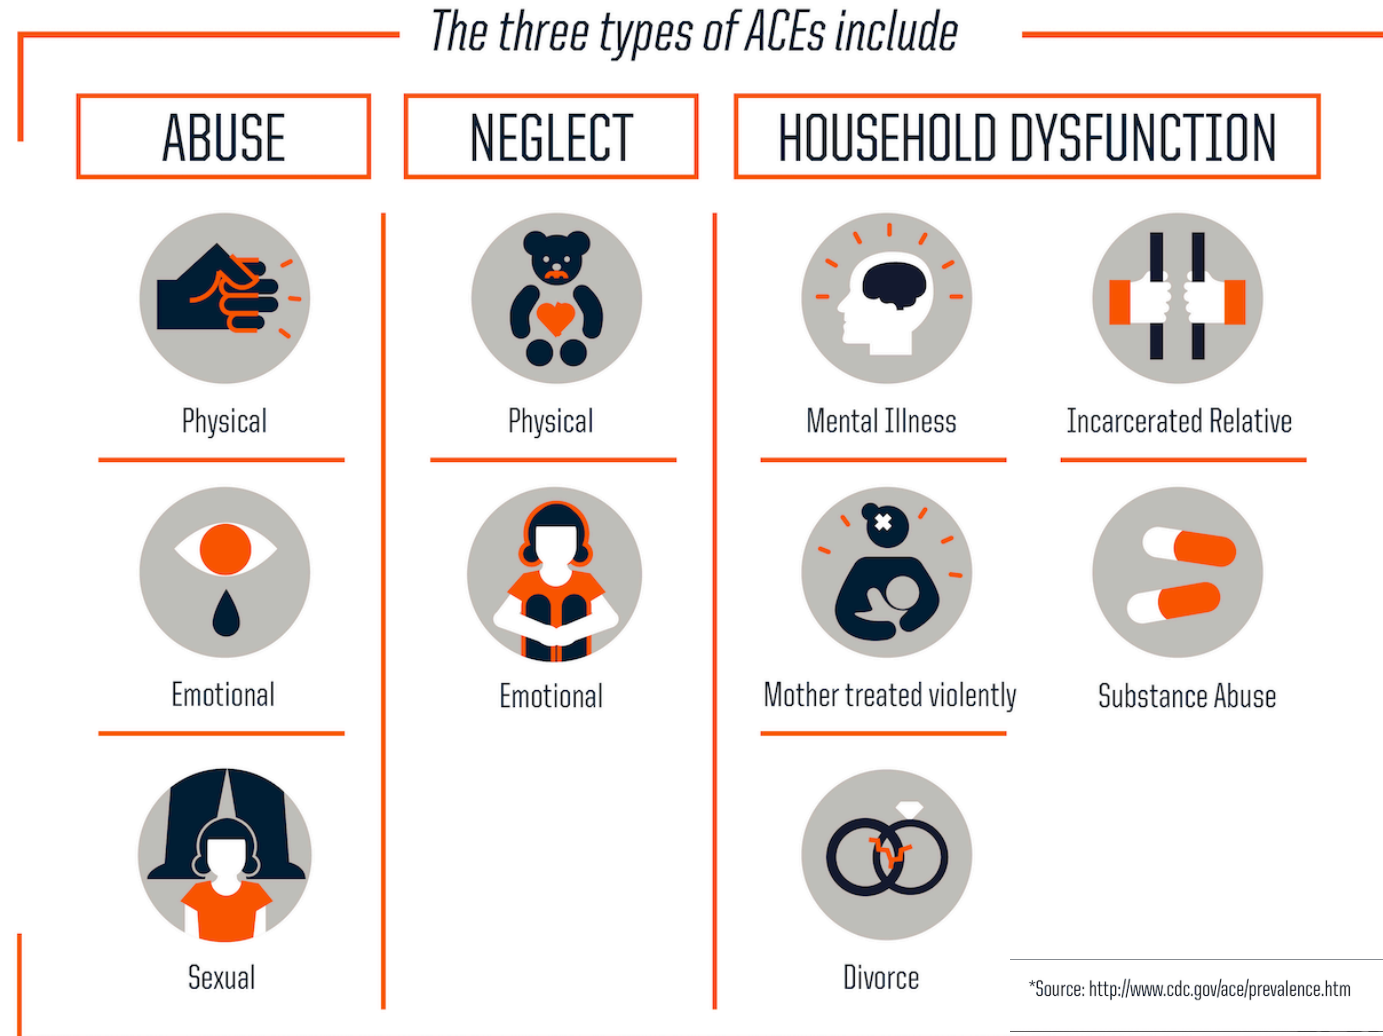 The three types of ACEs include
ABUSE
Physical
Emotional
Sexual
NEGLECT
Physical
Emotional
HOUSEHOLD DYSFUNCTION
Mental Illness
Incarcerated Relative
Mother treated violently
Substance Abuse
Divorce
*Source: http://www.cdc.gov/ace/prevalence.htm